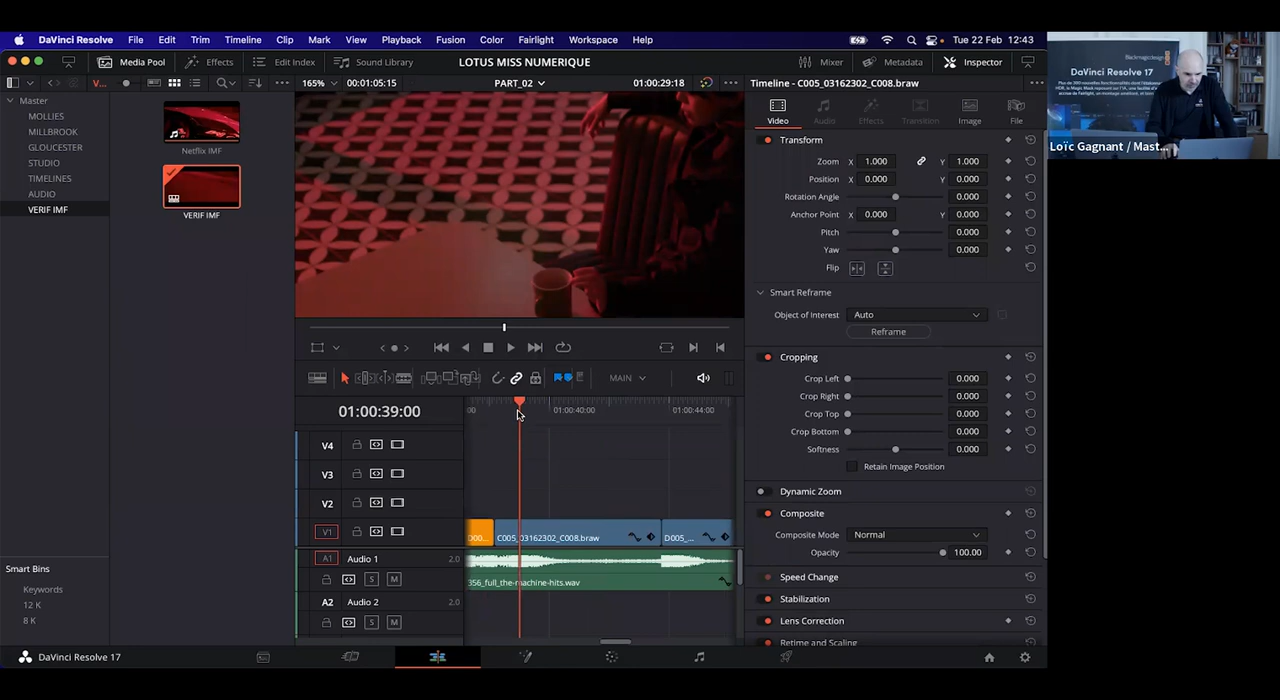 DaVinci Resolve File Edit Trim Timeline Clip Mark View Playback Fusion Color Fairlight Workspace Help Tue 22 Feb 12:43
Media Pool Effects Edit Index Sound Library LOTUS MISS NUMERIQUE Mixer Metadata Inspector
V... 165% 00:01:05:15 PART_02 01:00:29:18 Timeline - C005_03162302_C008.braw
Master
MOLLIES
MILLBROOK
GLOUCESTER
STUDIO
TIMELINES
AUDIO
VERIF IMF
Netflix IMF
VERIF IMF
Smart Bins
Keywords
12 K
8 K
MAIN
01:00:39:00
00 01:00:40:00 01:00:44:00
V4
V3
V2
V1 C005_03162302_C008.braw D005_...
A1 Audio 1 2.0
S M 356_full_the-machine-hits.wav
A2 Audio 2 2.0
S M
Video Audio Effects Transition Image File
Transform
Zoom X 1.000 Y 1.000
Position X 0.000 Y 0.000
Rotation Angle 0.000
Anchor Point X 0.000 Y 0.000
Pitch 0.000
Yaw 0.000
Flip
Smart Reframe
Object of Interest Auto
Reframe
Cropping
Crop Left 0.000
Crop Right 0.000
Crop Top 0.000
Crop Bottom 0.000
Softness 0.000
Retain Image Position
Dynamic Zoom
Composite
Composite Mode Normal
Opacity 100.00
Speed Change
Stabilization
Lens Correction
Retime and Scaling
DaVinci Resolve 17
Blackmagicdesign
DaVinci Resolve 17
Loïc Gagnant / Mast...